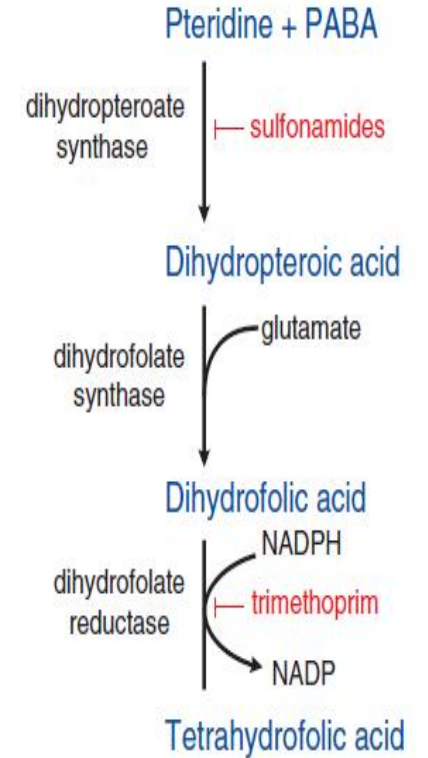 Pteridine + PABA
dihydropteroate
synthase
sulfonamides
Dihydropteroic acid
glutamate
dihydrofolate
synthase
Dihydrofolic acid
NADPH
dihydrofolate
reductase
trimethoprim
NADP
Tetrahydrofolic acid